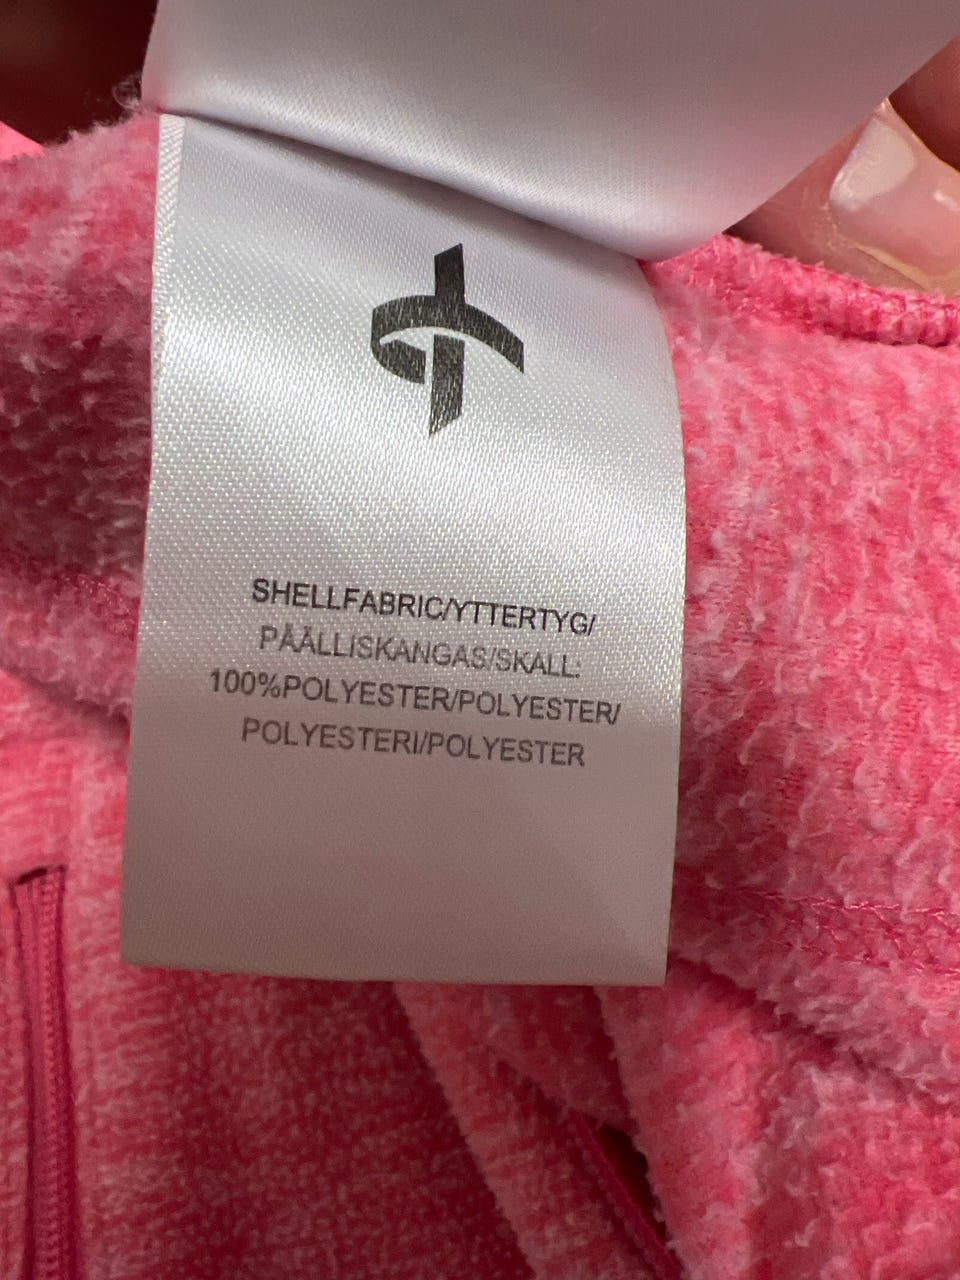 SHELLFABRIC/YTTERTYG/
PÄÄLLISKANGAS/SKALL:
100%POLYESTER/POLYESTER/
POLYESTERI/POLYESTER